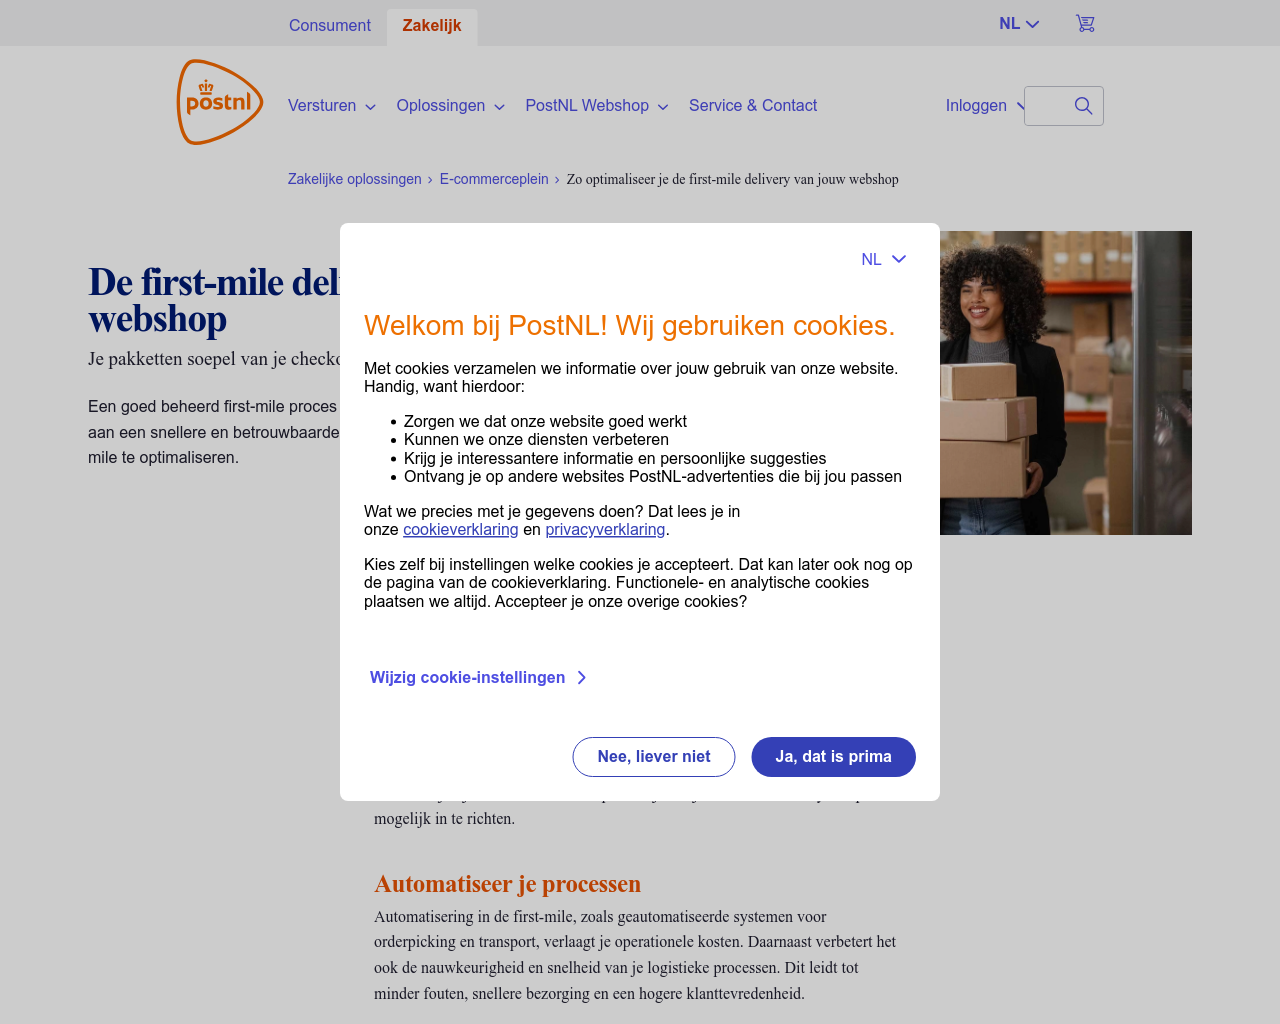 Consument
Zakelijk
NL
postnl
Versturen
Oplossingen
PostNL Webshop
Service & Contact
Inloggen
Zakelijke oplossingen › E-commerceplein › Zo optimaliseer je de first-mile delivery van jouw webshop
De first-mile deli
webshop
Je pakketten soepel van je checko
Een goed beheerd first-mile proces
aan een snellere en betrouwbaarde
mile te optimaliseren.
NL
Welkom bij PostNL! Wij gebruiken cookies.
Met cookies verzamelen we informatie over jouw gebruik van onze website.
Handig, want hierdoor:
• Zorgen we dat onze website goed werkt
• Kunnen we onze diensten verbeteren
• Krijg je interessantere informatie en persoonlijke suggesties
• Ontvang je op andere websites PostNL-advertenties die bij jou passen
Wat we precies met je gegevens doen? Dat lees je in
onze cookieverklaring en privacyverklaring.
Kies zelf bij instellingen welke cookies je accepteert. Dat kan later ook nog op
de pagina van de cookieverklaring. Functionele- en analytische cookies
plaatsen we altijd. Accepteer je onze overige cookies?
Wijzig cookie-instellingen
Nee, liever niet
Ja, dat is prima
mogelijk in te richten.
Automatiseer je processen
Automatisering in de first-mile, zoals geautomatiseerde systemen voor
orderpicking en transport, verlaagt je operationele kosten. Daarnaast verbetert het
ook de nauwkeurigheid en snelheid van je logistieke processen. Dit leidt tot
minder fouten, snellere bezorging en een hogere klanttevredenheid.